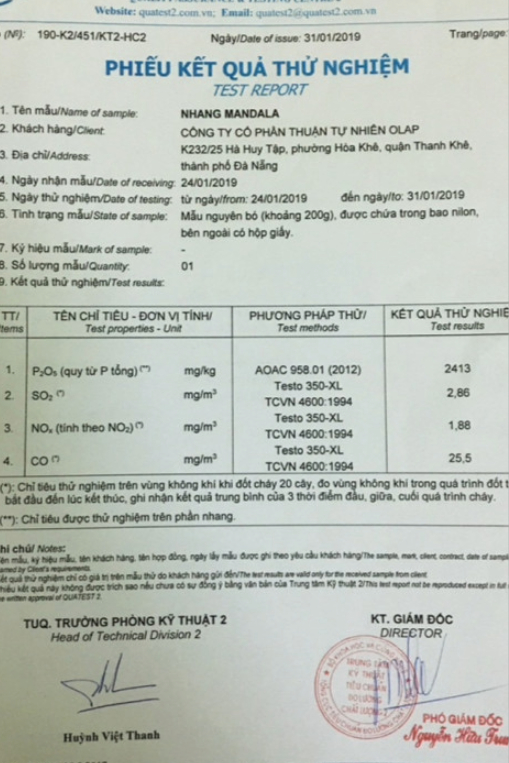 Website: quatest2.com.vn; Email: quatest2@quatest2.com.vn
(Nº): 190-K2/451/KT2-HC2 Ngày/Date of issue: 31/01/2019 Trang/page:
PHIẾU KẾT QUẢ THỬ NGHIỆM
TEST REPORT
1. Tên mẫu/Name of sample: NHANG MANDALA
2. Khách hàng/Client: CÔNG TY CỔ PHẦN THUẬN TỰ NHIÊN OLAP
3. Địa chỉ/Address: K232/25 Hà Huy Tập, phường Hòa Khê, quận Thanh Khê,
thành phố Đà Nẵng
4. Ngày nhận mẫu/Date of receiving: 24/01/2019
5. Ngày thử nghiệm/Date of testing: từ ngày/from: 24/01/2019 đến ngày/to: 31/01/2019
6. Tình trạng mẫu/State of sample: Mẫu nguyên bó (khoảng 200g), được chứa trong bao nilon,
bên ngoài có hộp giấy.
7. Ký hiệu mẫu/Mark of sample: -
8. Số lượng mẫu/Quantity: 01
9. Kết quả thử nghiệm/Test results:
TT/ TÊN CHỈ TIÊU - ĐƠN VỊ TÍNH/ PHƯƠNG PHÁP THỬ/ KẾT QUẢ THỬ NGHIỆ
Items Test properties - Unit Test methods Test results
1. P₂O₅ (quy từ P tổng) (**) mg/kg AOAC 958.01 (2012) 2413
2. SO₂ (*) mg/m³ Testo 350-XL 2,86
TCVN 4600:1994
3. NOₓ (tính theo NO₂) (*) mg/m³ Testo 350-XL 1,88
TCVN 4600:1994
4. CO (*) mg/m³ Testo 350-XL 25,5
TCVN 4600:1994
(*): Chỉ tiêu thử nghiệm trên vùng không khí khi đốt cháy 20 cây, đo vùng không khí trong quá trình đốt t
bắt đầu đến lúc kết thúc, ghi nhận kết quả trung bình của 3 thời điểm đầu, giữa, cuối quá trình cháy.
(**): Chỉ tiêu được thử nghiệm trên phần nhang.
hi chú/ Notes:
ên mẫu, ký hiệu mẫu, tên khách hàng, tên hợp đồng, ngày lấy mẫu được ghi theo yêu cầu khách hàng/The sample, mark, client, contract, date of sampl
Client's requirements.
ết quả thử nghiệm chỉ có giá trị trên mẫu thử do khách hàng gửi đến/The test results are valid only for the received sample from client.
hiếu kết quả này không được trích sao nếu chưa có sự đồng ý bằng văn bản của Trung tâm Kỹ thuật 2/This test report not be reproduced except in full
written approval of QUATEST 2.
TUQ. TRƯỞNG PHÒNG KỸ THUẬT 2 KT. GIÁM ĐỐC
Head of Technical Division 2 DIRECTOR
TRUNG TÂM
KỸ THUẬT
TIÊU CHUẨN
ĐO LƯỜNG
CHẤT LƯỢNG 2
PHÓ GIÁM ĐỐC
Huỳnh Việt Thanh Nguyễn Hữu Tru